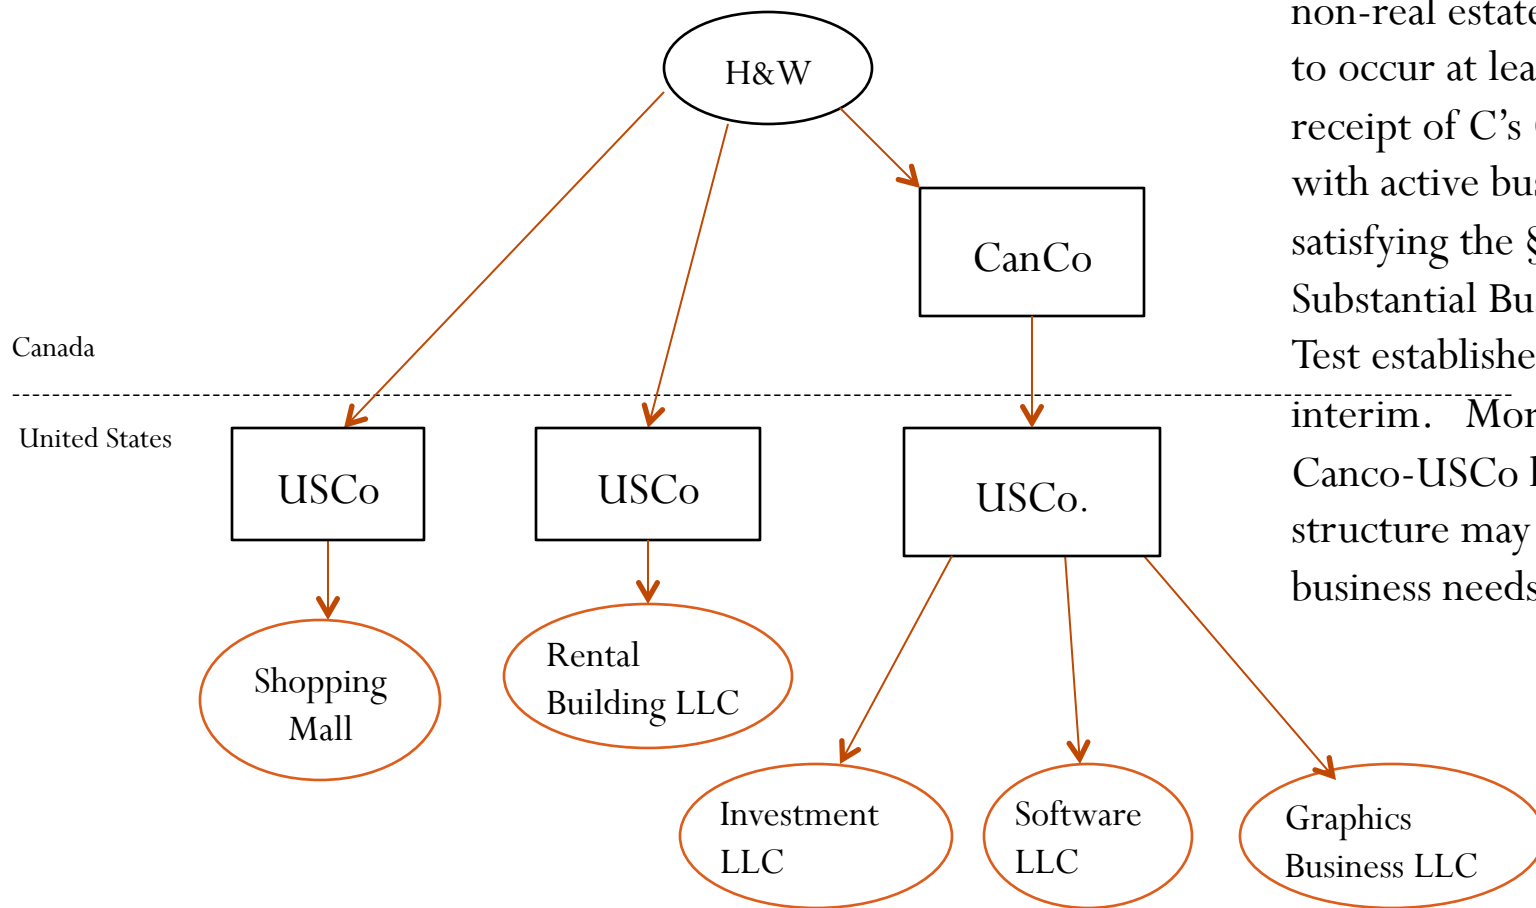 H&W
CanCo
Canada
United States
USCo
USCo
USCo.
Shopping
Mall
Rental
Building LLC
Investment
LLC
Software
LLC
Graphics
Business LLC
non-real estate
to occur at lea
receipt of C’s
with active bus
satisfying the §
Substantial Bu
Test establishe
interim. Mor
Canco-USCo
structure may
business needs